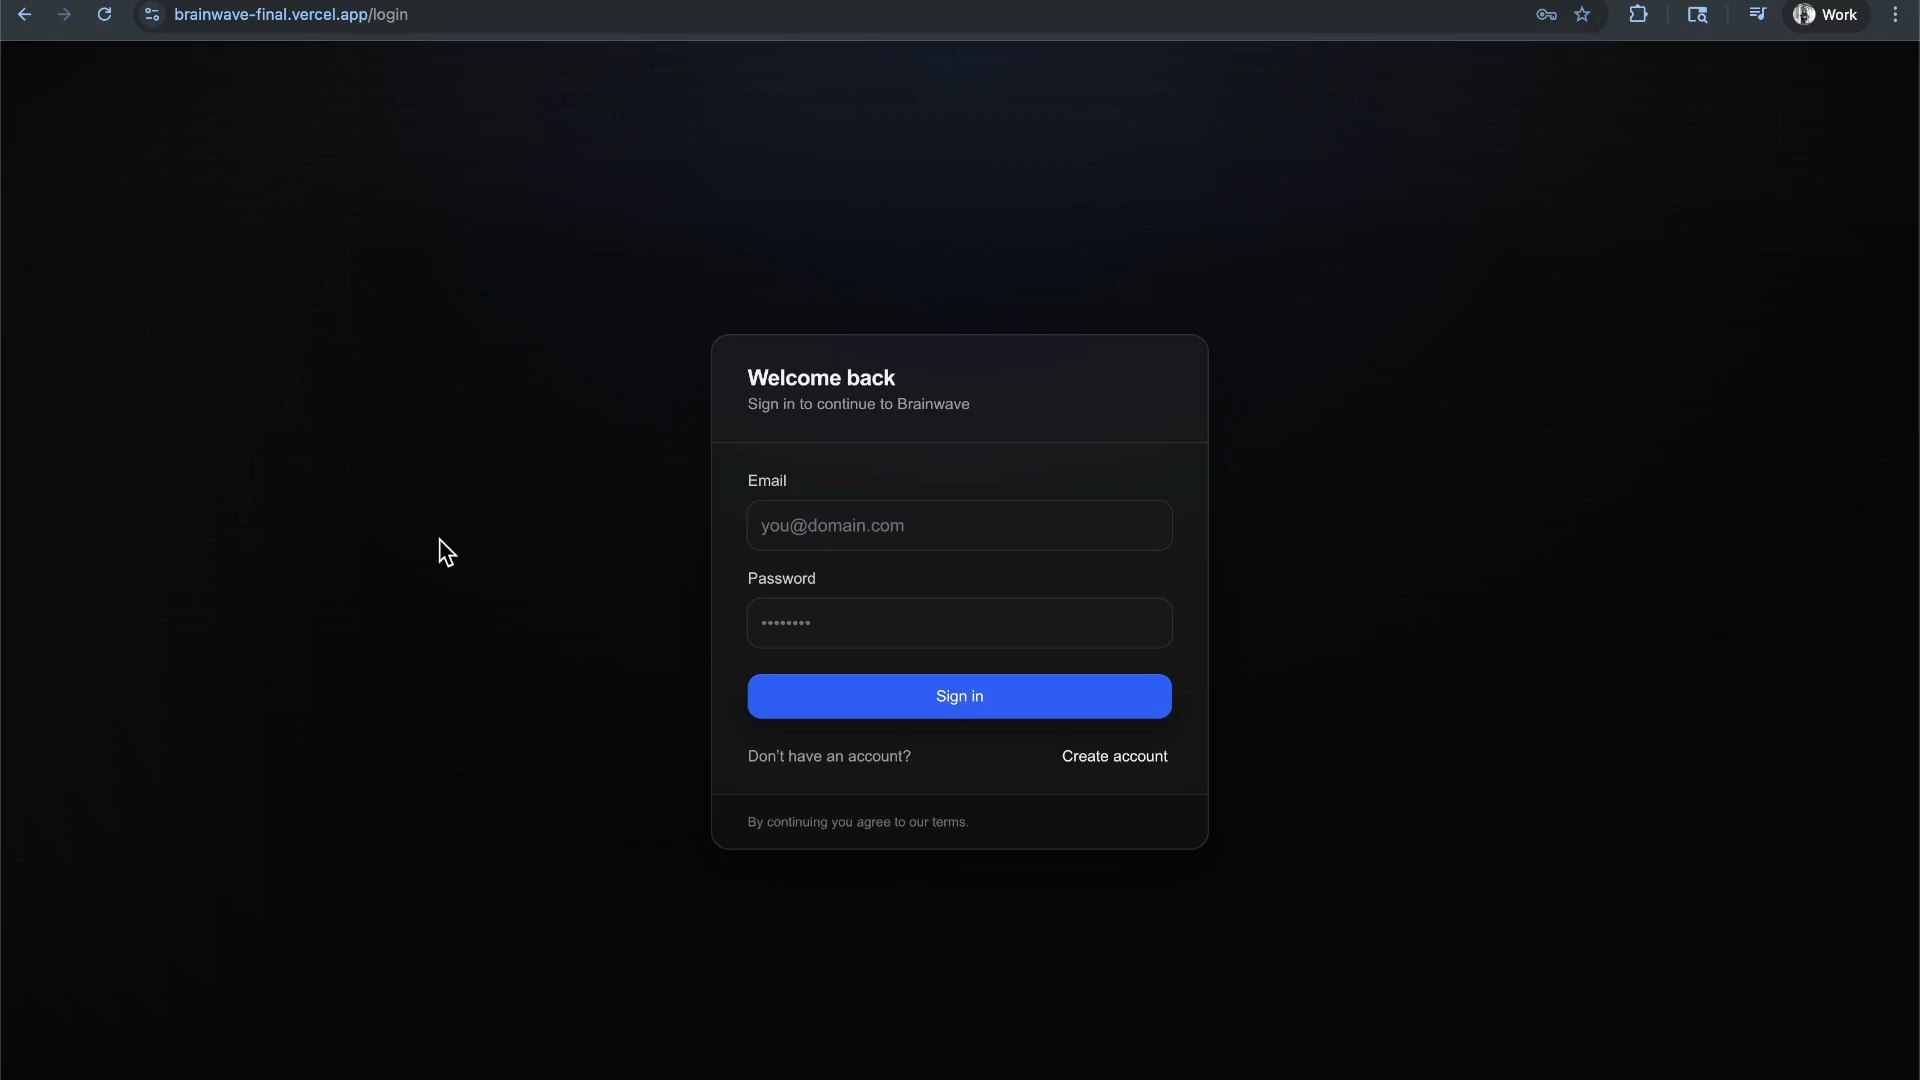 brainwave-final.vercel.app/login
Work
Welcome back
Sign in to continue to Brainwave
Email
you@domain.com
Password
••••••••
Sign in
Don’t have an account?
Create account
By continuing you agree to our terms.